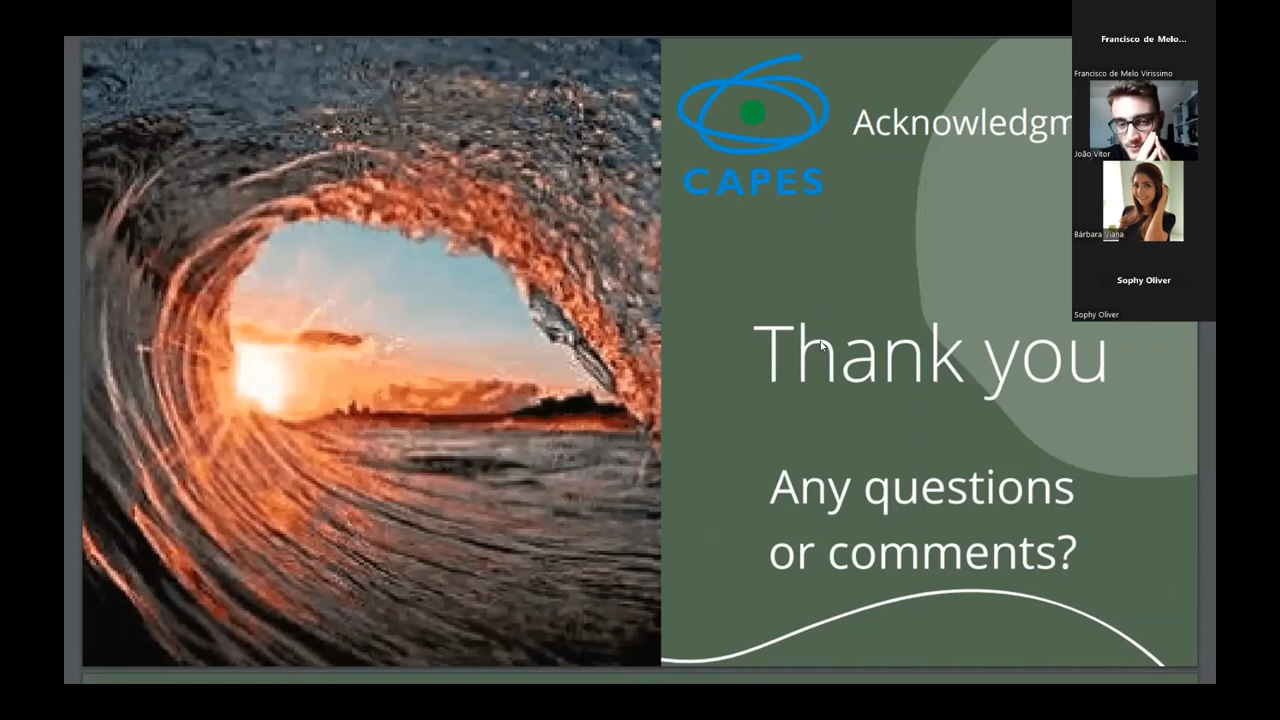 CAPES
Acknowledgm
Thank you
Any questions
or comments?
Francisco de Melo...
Francisco de Melo Virissimo
João Vitor
Bárbara Viana
Sophy Oliver
Sophy Oliver